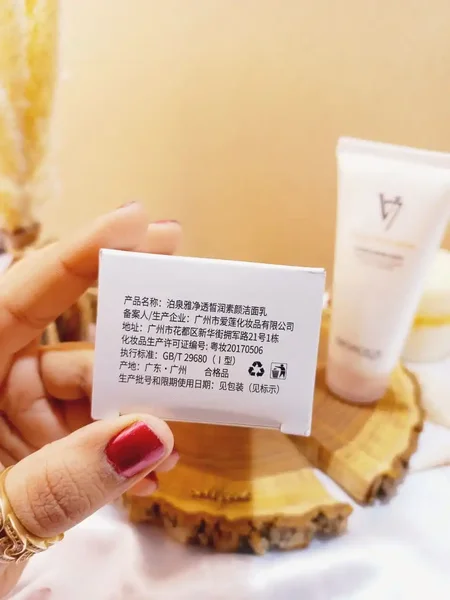 产品名称：泊泉雅净透皙润素颜洁面乳
备案人/生产企业：广州市爱莲化妆品有限公司
地址：广州市花都区新华街拥军路21号1栋
化妆品生产许可证编号: 粤妆20170506
执行标准：GB/T 29680（Ⅰ型）
产地：广东·广州 合格品
生产批号和限期使用日期：见包装（见标示）